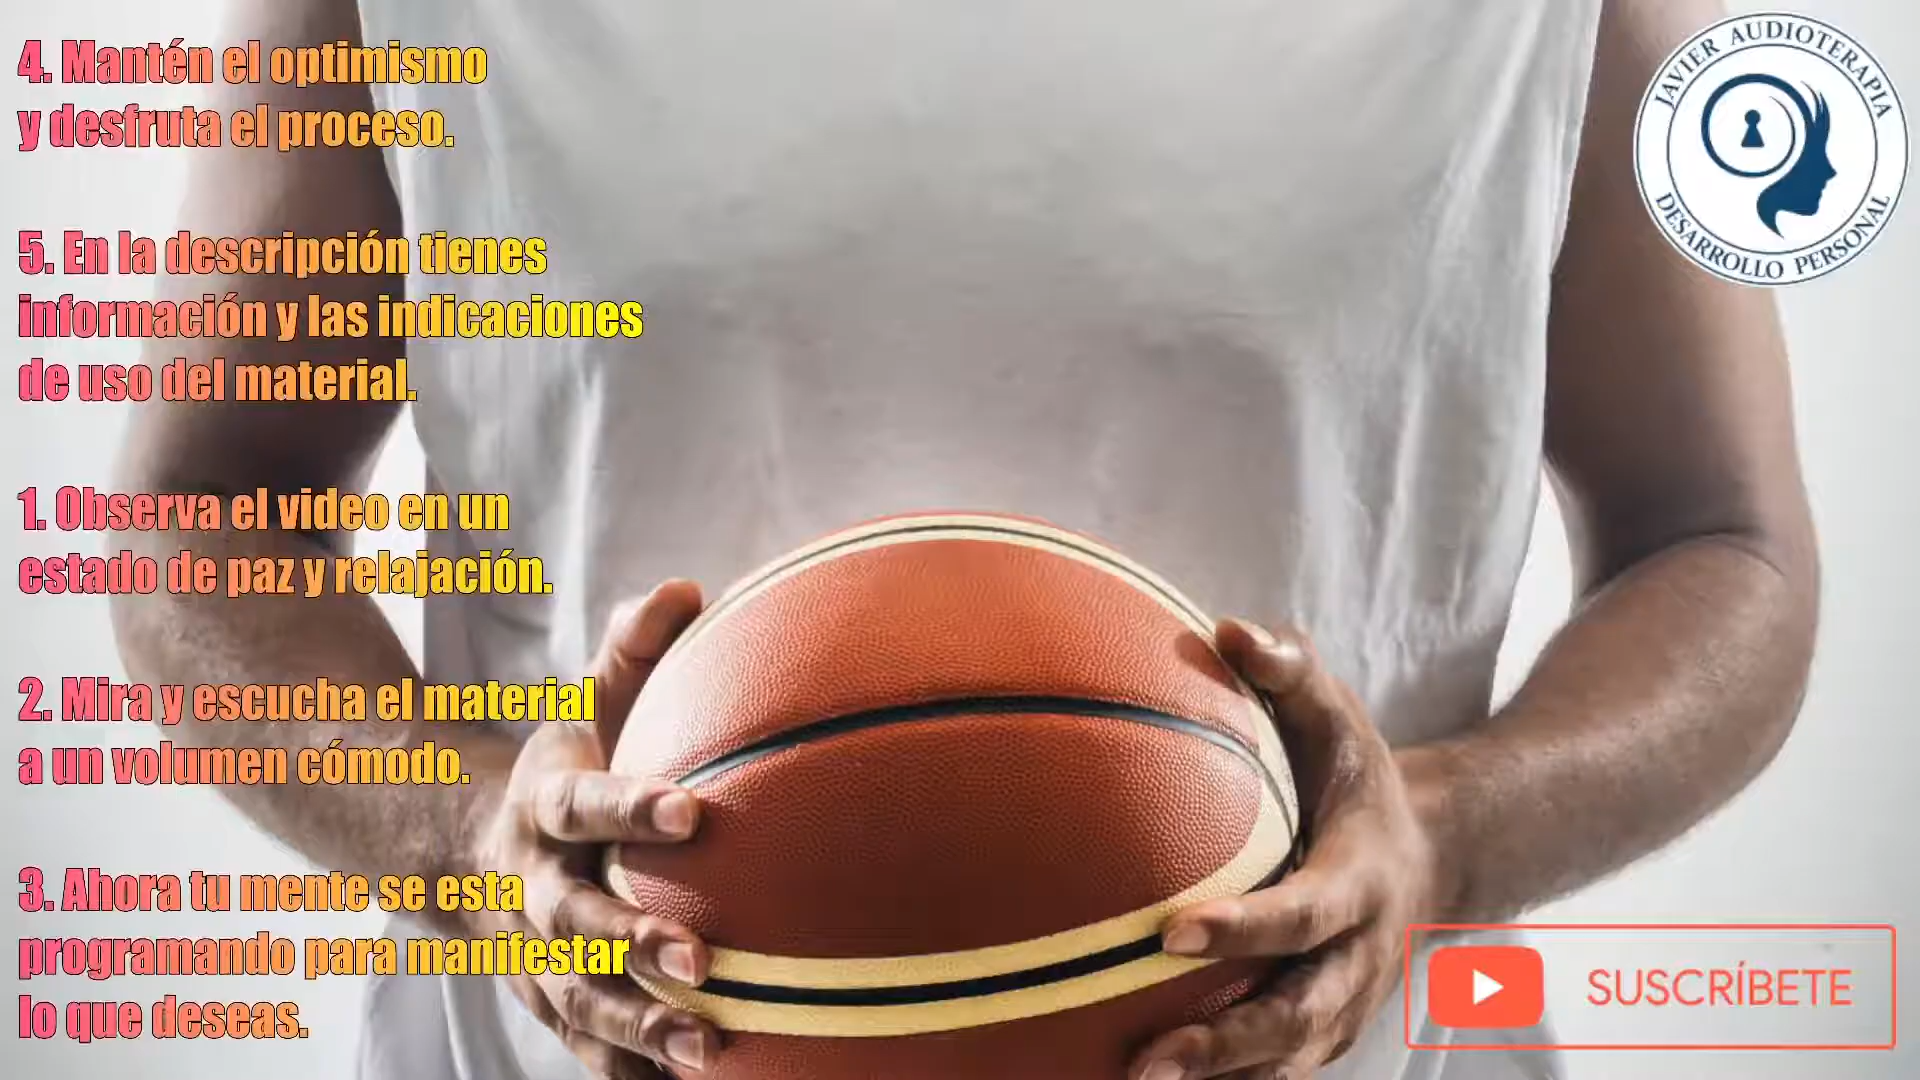 4. Mantén el optimismo
y desfruta el proceso.
5. En la descripción tienes
información y las indicaciones
de uso del material.
1. Observa el video en un
estado de paz y relajación.
2. Mira y escucha el material
a un volumen cómodo.
3. Ahora tu mente se esta
programando para manifestar
lo que deseas.
JAVIER AUDIOTERAPIA
DESARROLLO PERSONAL
SUSCRÍBETE